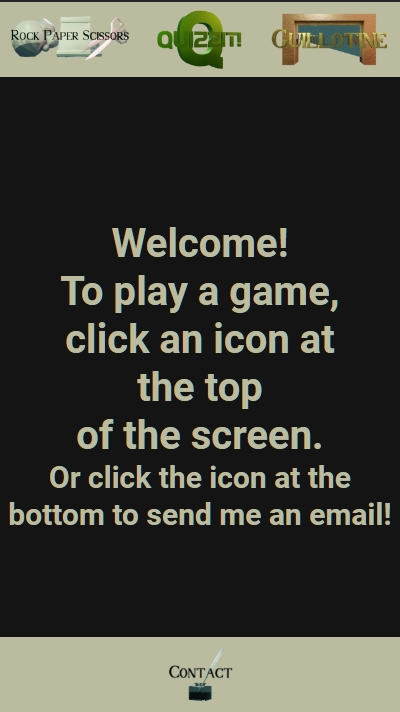 Rock Paper Scissors
QUIZZIT!
Guillotine
Welcome!
To play a game,
click an icon at
the top
of the screen.
Or click the icon at the
bottom to send me an email!
Contact